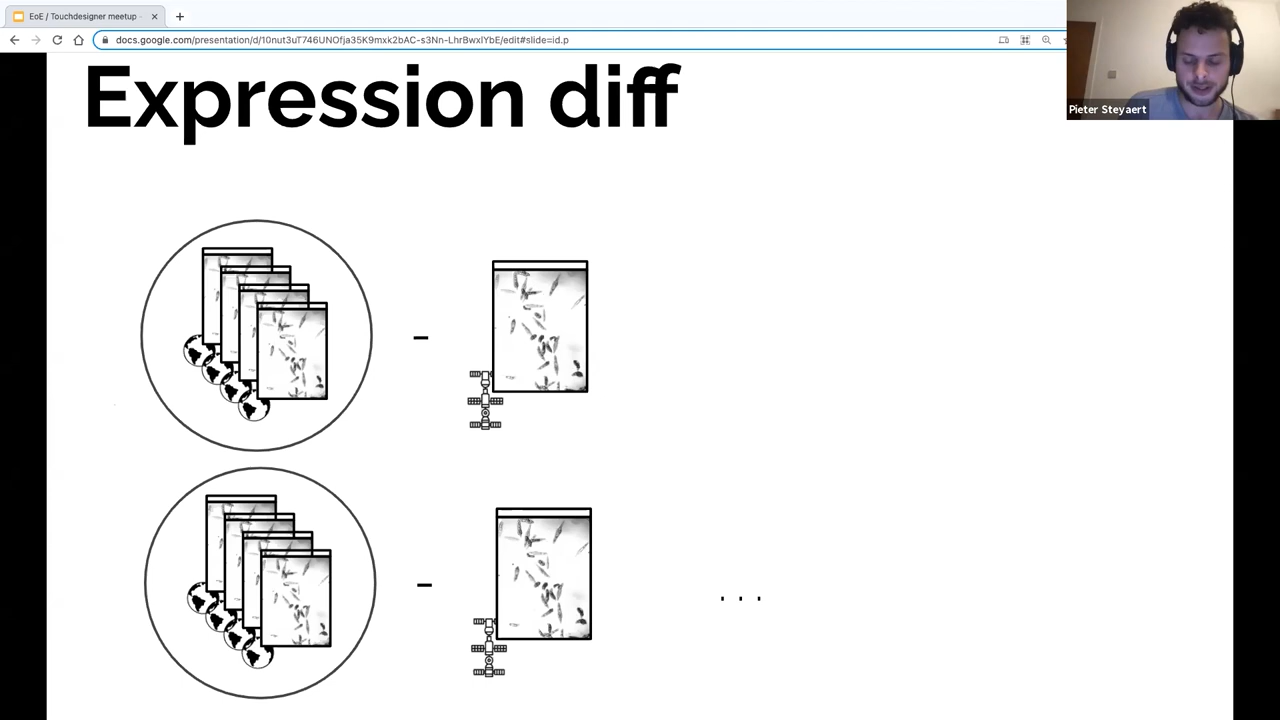 EoE / Touchdesigner meetup
docs.google.com/presentation/d/10nut3uT746UNOfja35K9mxk2bAC-s3Nn-LhrBwxlYbE/edit#slide=id.p
Pieter Steyaert
Expression diff
-
-
. . .